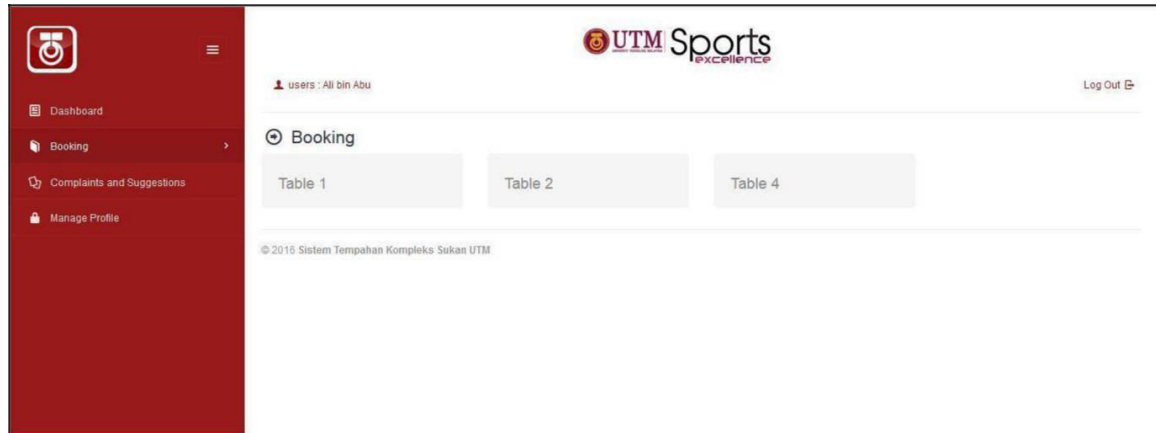 UTM Sports
excellence
users : Ali bin Abu
Log Out
Dashboard
Booking
Complaints and Suggestions
Manage Profile
Booking
Table 1
Table 2
Table 4
© 2016 Sistem Tempahan Kompleks Sukan UTM